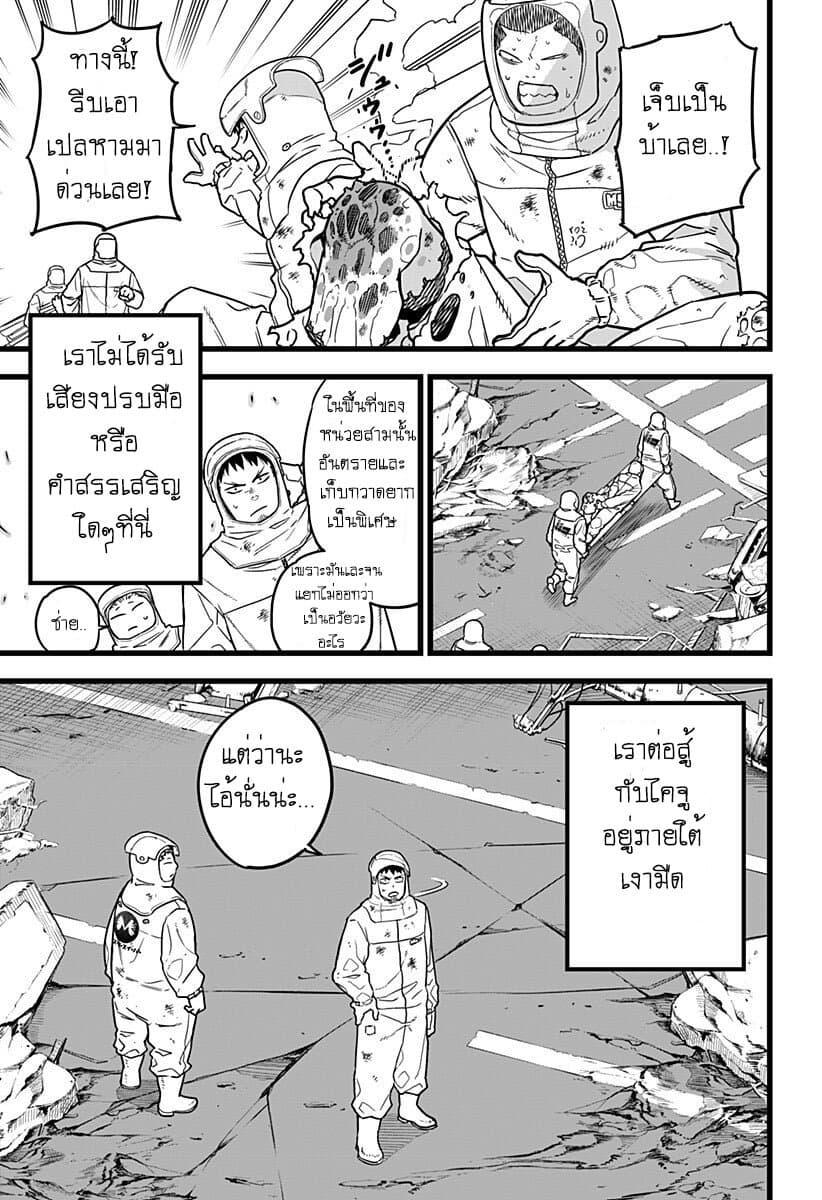 เจ็บเป็น
บ้าเลย..!
ทางนี้!
รีบเอา
เปลหามมา
ด่วนเลย!
ジュウウ
เราไม่ได้รับ
เสียงปรบมือ
หรือ
คำสรรเสริญ
ใดๆที่นี่
ในพื้นที่ของ
หน่วยสามนั้น
อันตรายและ
เก็บกวาดยาก
เป็นพิเศษ
เพราะมันเละจน
แยกไม่ออกว่า
เป็นอวัยวะ
อะไร
ช่าย..
เราต่อสู้
กับไคจู
อยู่ภายใต้
เงามืด
แต่ว่านะ
ไอ้นั่นน่ะ...
M